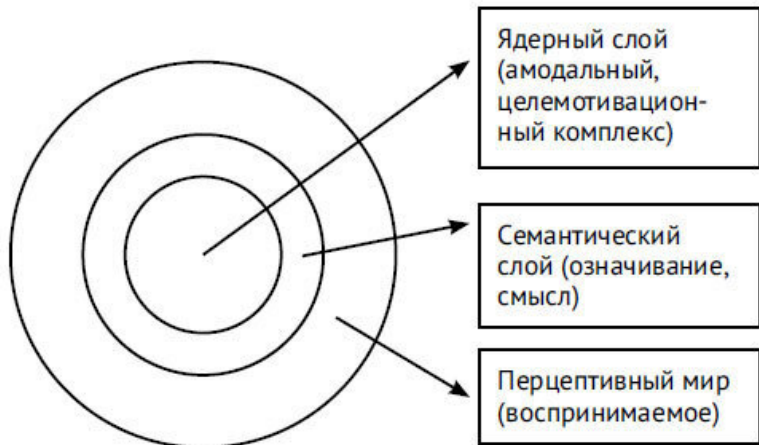 Ядерный слой
(амодальный,
целемотивацион-
ный комплекс)
Семантический
слой (означивание,
смысл)
Перцептивный мир
(воспринимаемое)